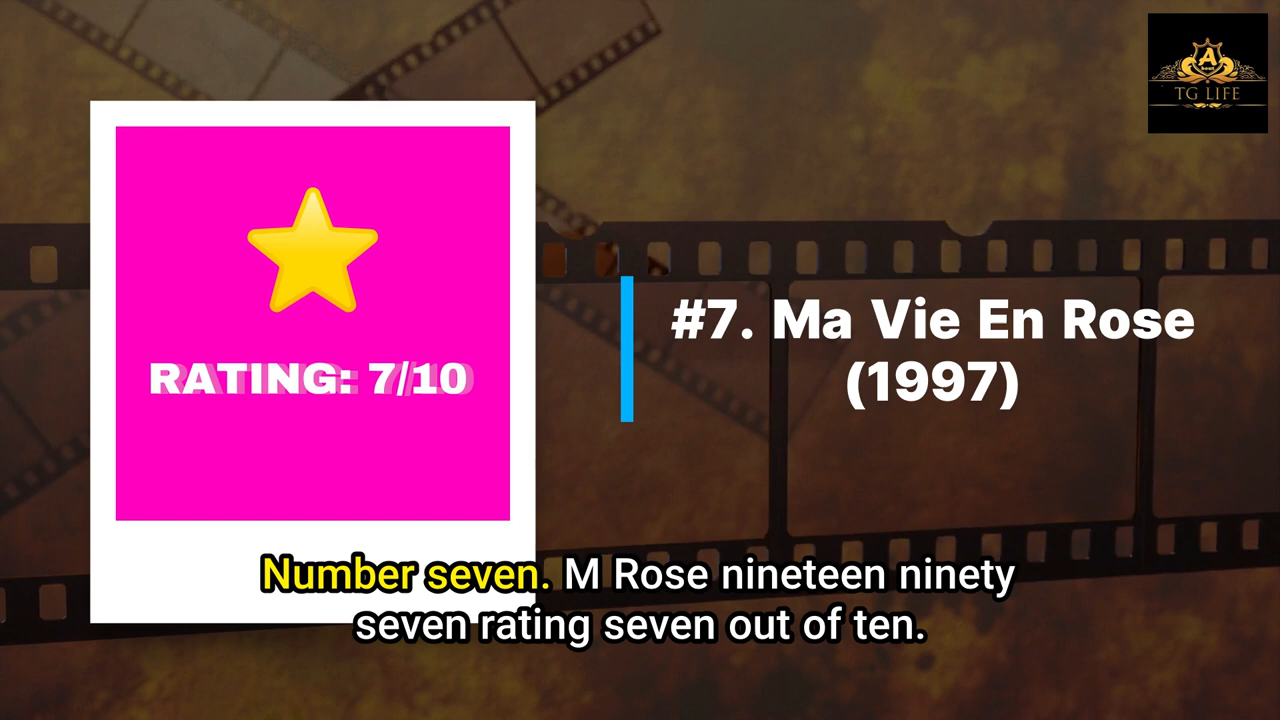 A
bout
TG LIFE
RATING: 7/10
#7. Ma Vie En Rose
(1997)
Number seven. M Rose nineteen ninety
seven rating seven out of ten.